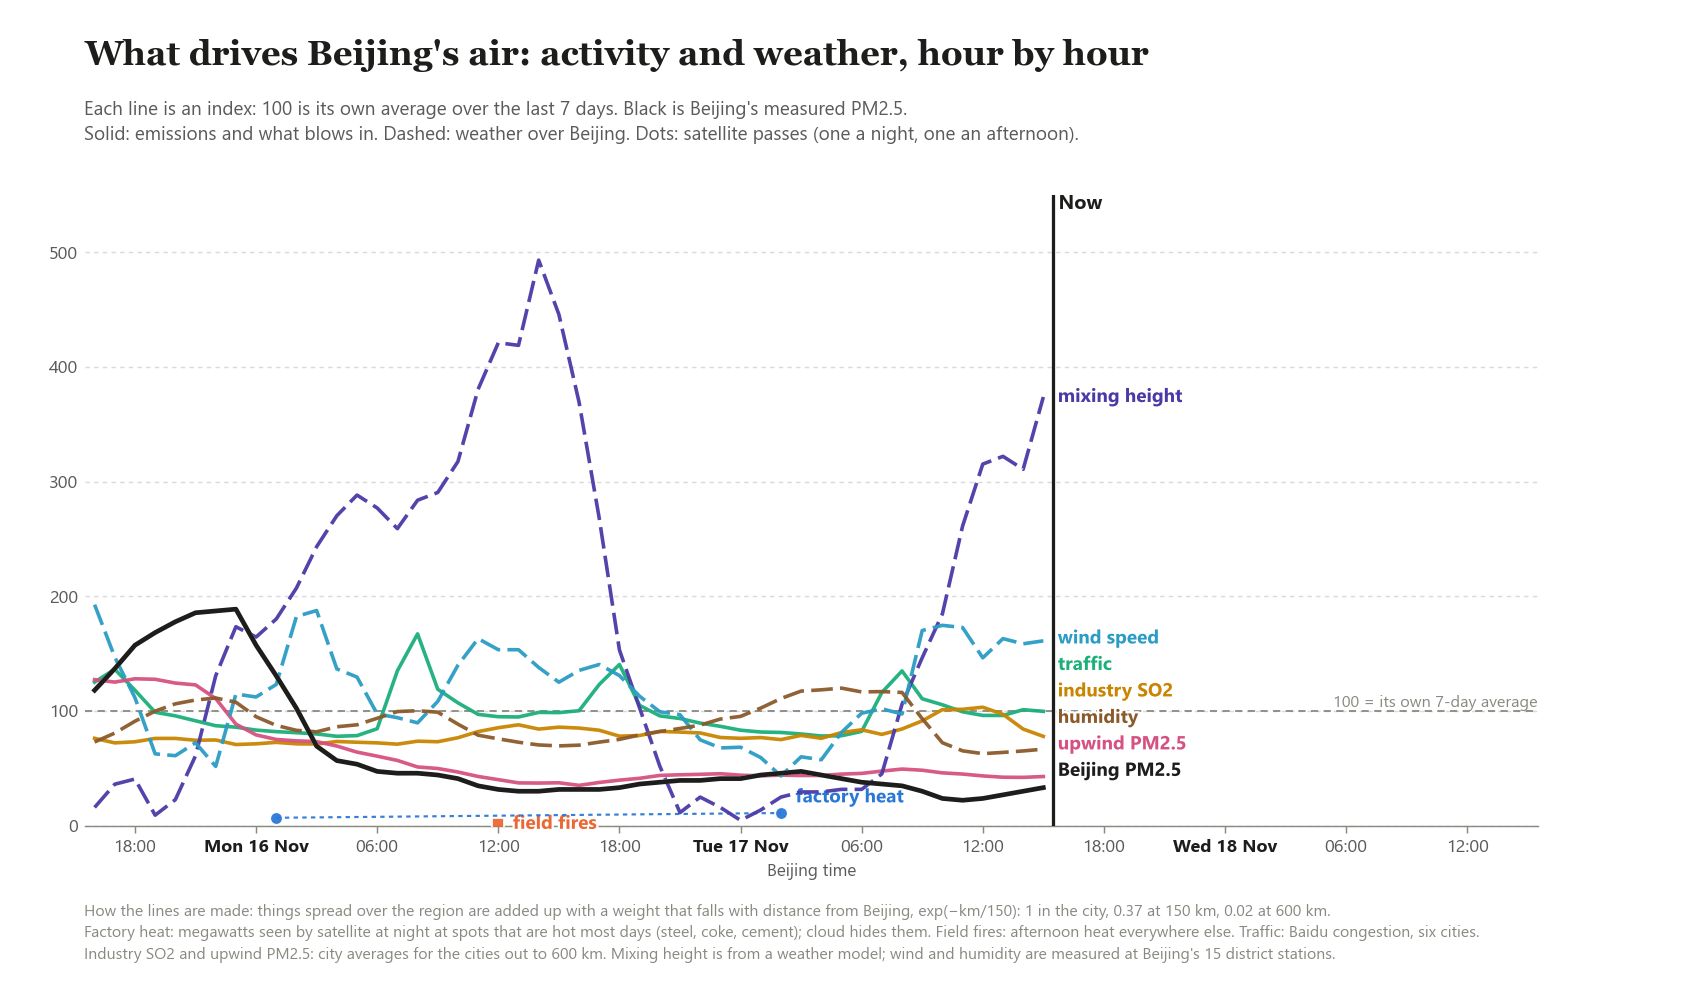 What drives Beijing's air: activity and weather, hour by hour
Each line is an index: 100 is its own average over the last 7 days. Black is Beijing's measured PM2.5.
Solid: emissions and what blows in. Dashed: weather over Beijing. Dots: satellite passes (one a night, one an afternoon).
Now
500
400
mixing height
300
200
wind speed
traffic
industry SO2
100 = its own 7-day average
100
humidity
upwind PM2.5
Beijing PM2.5
factory heat
field fires
0
18:00 Mon 16 Nov 06:00 12:00 18:00 Tue 17 Nov 06:00 12:00 18:00 Wed 18 Nov 06:00 12:00
Beijing time
How the lines are made: things spread over the region are added up with a weight that falls with distance from Beijing, exp(−km/150): 1 in the city, 0.37 at 150 km, 0.02 at 600 km.
Factory heat: megawatts seen by satellite at night at spots that are hot most days (steel, coke, cement); cloud hides them. Field fires: afternoon heat everywhere else. Traffic: Baidu congestion, six cities.
Industry SO2 and upwind PM2.5: city averages for the cities out to 600 km. Mixing height is from a weather model; wind and humidity are measured at Beijing's 15 district stations.